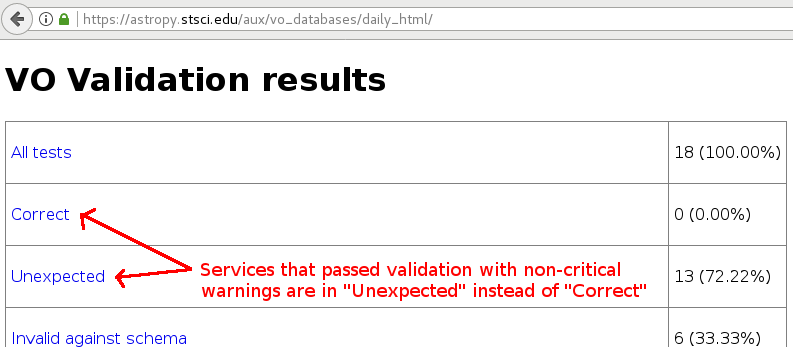 https://astropy.stsci.edu/aux/vo_databases/daily_html/
VO Validation results
All tests 18 (100.00%)
Correct 0 (0.00%)
Unexpected 13 (72.22%)
Services that passed validation with non-critical
warnings are in "Unexpected" instead of "Correct"
Invalid against schema 6 (33.33%)